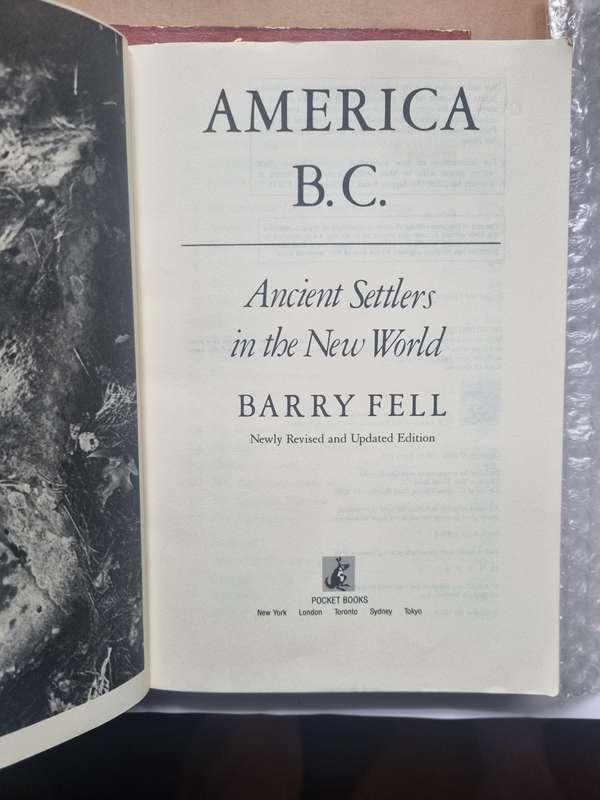 AMERICA
B.C.
Ancient Settlers
in the New World
BARRY FELL
Newly Revised and Updated Edition
POCKET BOOKS
New York London Toronto Sydney Tokyo